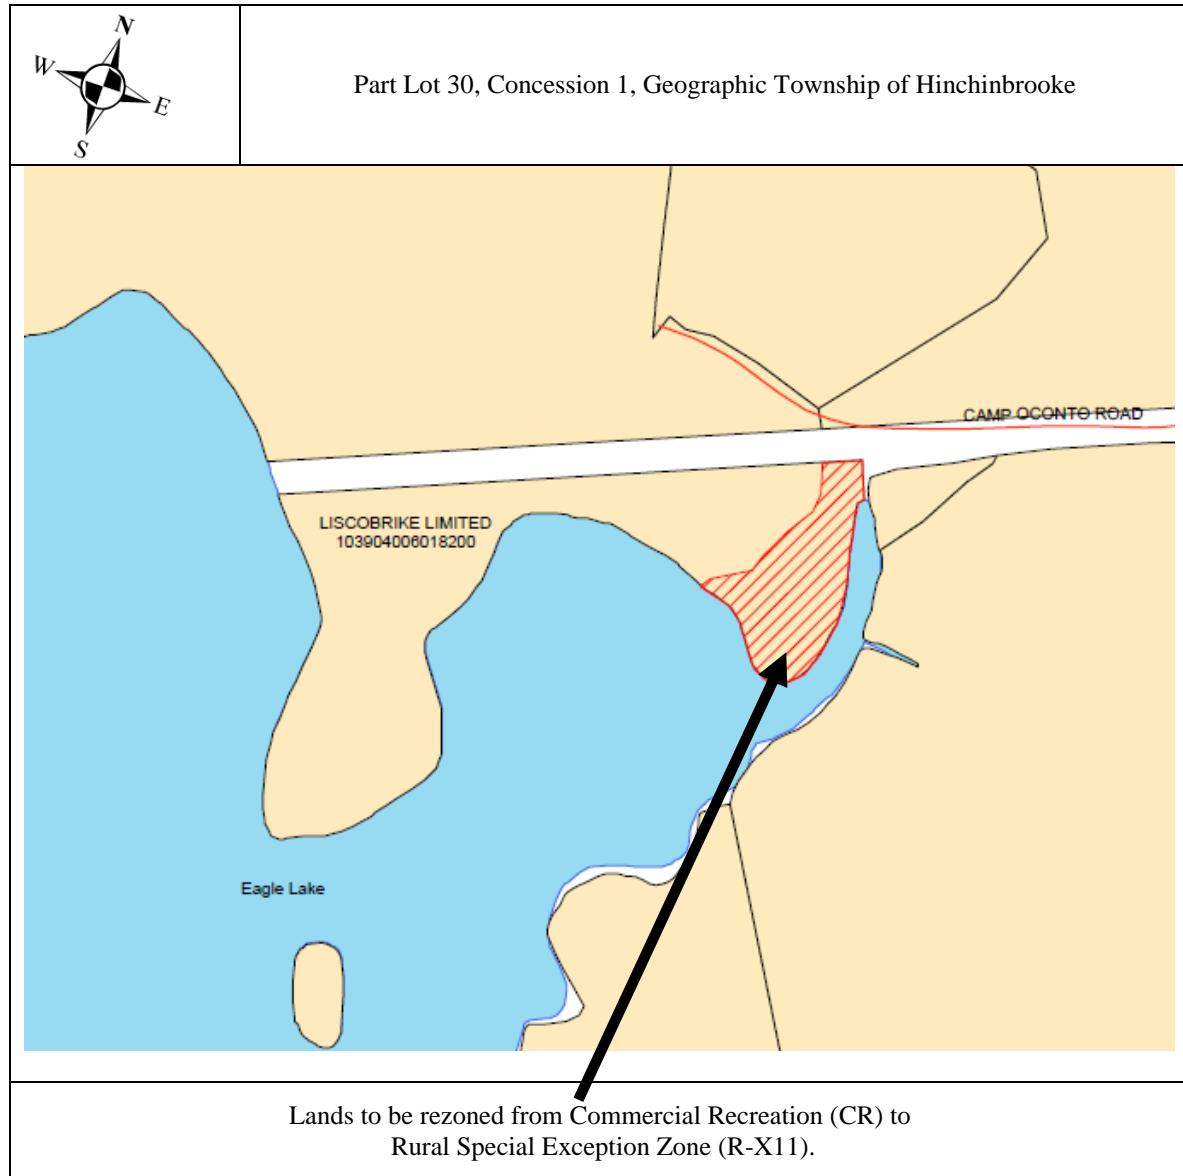 N
W
E
S
Part Lot 30, Concession 1, Geographic Township of Hinchinbrooke
CAMP OCONTO ROAD
LISCOBRIKE LIMITED
103904006018200
Eagle Lake
Lands to be rezoned from Commercial Recreation (CR) to
Rural Special Exception Zone (R-X11).